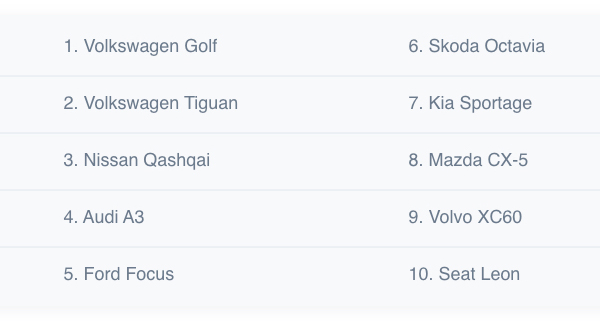 1. Volkswagen Golf
2. Volkswagen Tiguan
3. Nissan Qashqai
4. Audi A3
5. Ford Focus
6. Skoda Octavia
7. Kia Sportage
8. Mazda CX-5
9. Volvo XC60
10. Seat Leon